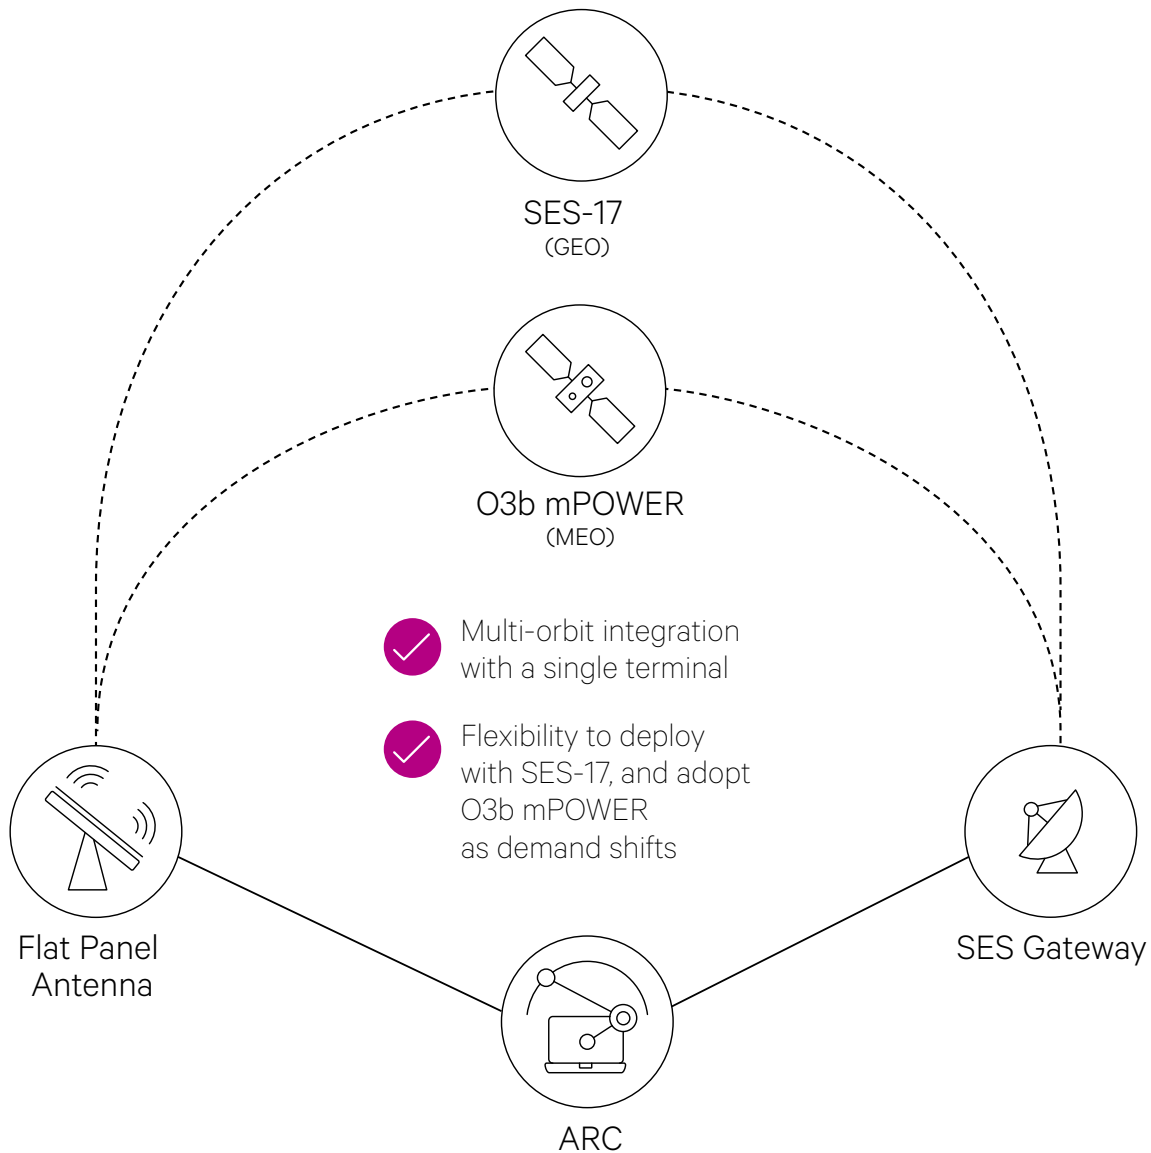 SES-17
(GEO)
O3b mPOWER
(MEO)
Multi-orbit integration
with a single terminal
Flexibility to deploy
with SES-17, and adopt
O3b mPOWER
as demand shifts
Flat Panel
Antenna
SES Gateway
ARC